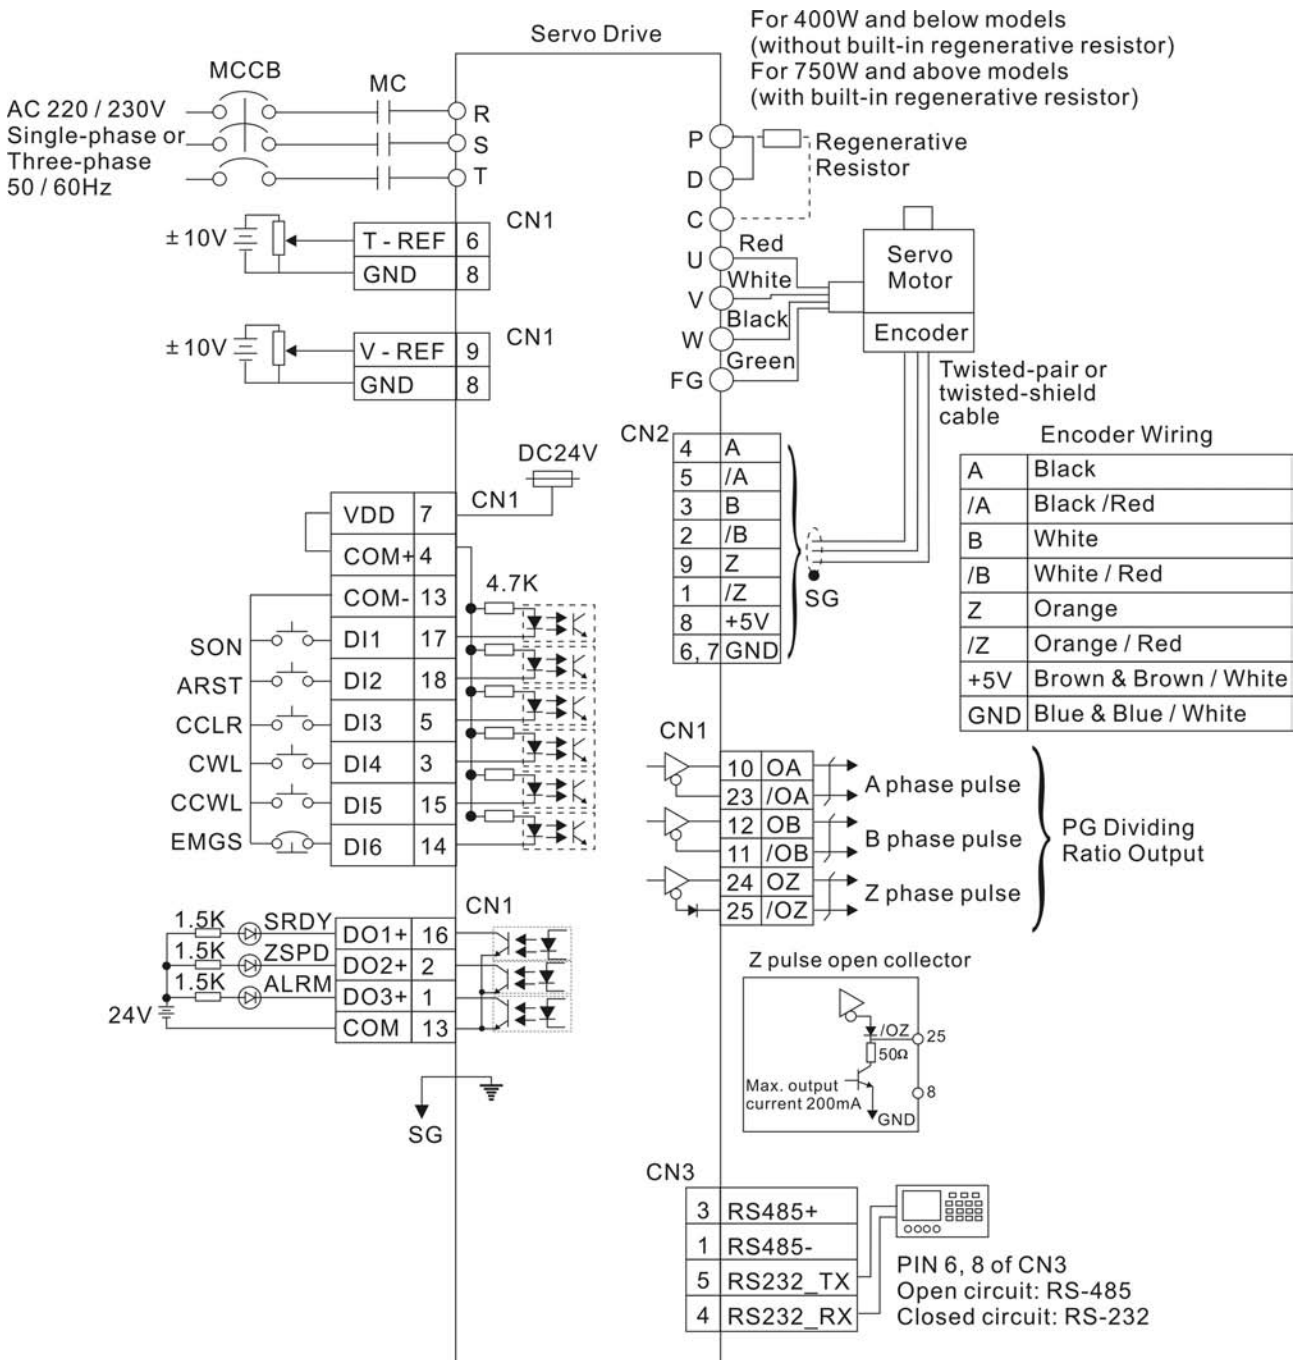 Servo Drive
For 400W and below models
(without built-in regenerative resistor)
For 750W and above models
(with built-in regenerative resistor)
MCCB
MC
AC 220 / 230V
Single-phase or
Three-phase
50 / 60Hz
R
S
T
P
D
C
Regenerative
Resistor
CN1
±10V
T - REF 6
GND 8
CN1
±10V
V - REF 9
GND 8
U
V
W
FG
Red
White
Black
Green
Servo
Motor
Encoder
Twisted-pair or
twisted-shield
cable
CN2
4 A
5 /A
3 B
2 /B
9 Z
1 /Z
8 +5V
6, 7 GND
SG
Encoder Wiring
A Black
/A Black /Red
B White
/B White / Red
Z Orange
/Z Orange / Red
+5V Brown & Brown / White
GND Blue & Blue / White
DC24V
CN1
VDD 7
COM+ 4
COM- 13
4.7K
SON DI1 17
ARST DI2 18
CCLR DI3 5
CWL DI4 3
CCWL DI5 15
EMGS DI6 14
CN1
10 OA
23 /OA
A phase pulse
12 OB
11 /OB
B phase pulse
24 OZ
25 /OZ
Z phase pulse
PG Dividing
Ratio Output
CN1
1.5K SRDY DO1+ 16
1.5K ZSPD DO2+ 2
1.5K ALRM DO3+ 1
24V COM 13
SG
Z pulse open collector
/OZ 25
50Ω
Max. output
current 200mA
8
GND
CN3
3 RS485+
1 RS485-
5 RS232_TX
4 RS232_RX
PIN 6, 8 of CN3
Open circuit: RS-485
Closed circuit: RS-232